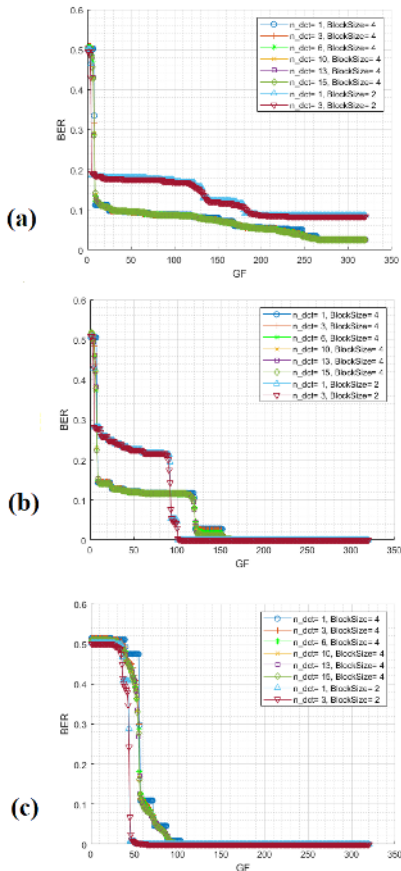 0.6
0.5
0.4
0.3
0.2
0.1
0
BER
n_dct= 1, BlockSize= 4
n_dct= 3, BlockSize= 4
n_dct= 6, BlockSize= 4
n_dct= 10, BlockSize= 4
n_dct= 13, BlockSize= 4
n_dct= 15, BlockSize= 4
n_dct= 1, BlockSize= 2
n_dct= 3, BlockSize= 2
(a)
0 50 100 150 200 250 300 350
GF
0.6
0.5
0.4
0.3
0.2
0.1
0
BER
n_dct= 1, BlockSize= 4
n_dct= 3, BlockSize= 4
n_dct= 6, BlockSize= 4
n_dct= 10, BlockSize= 4
n_dct= 13, BlockSize= 4
n_dct= 15, BlockSize= 4
n_dct= 1, BlockSize= 2
n_dct= 3, BlockSize= 2
(b)
0 50 100 150 200 250 300 350
GF
0.6
0.5
0.4
0.3
0.2
0.1
0
BER
n_dct= 1, BlockSize= 4
n_dct= 3, BlockSize= 4
n_dct= 6, BlockSize= 4
n_dct= 10, BlockSize= 4
n_dct= 13, BlockSize= 4
n_dct= 15, BlockSize= 4
n_dct= 1, BlockSize= 2
n_dct= 3, BlockSize= 2
(c)
0 50 100 150 200 250 300 350
GF